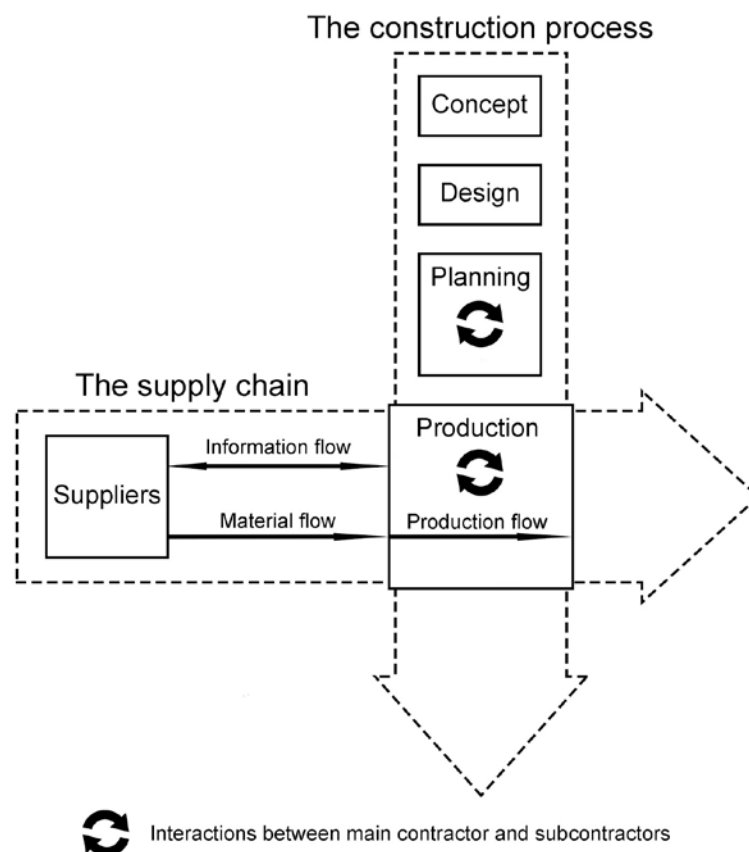 The construction process
Concept
Design
Planning
The supply chain
Production
Information flow
Suppliers
Material flow
Production flow
Interactions between main contractor and subcontractors